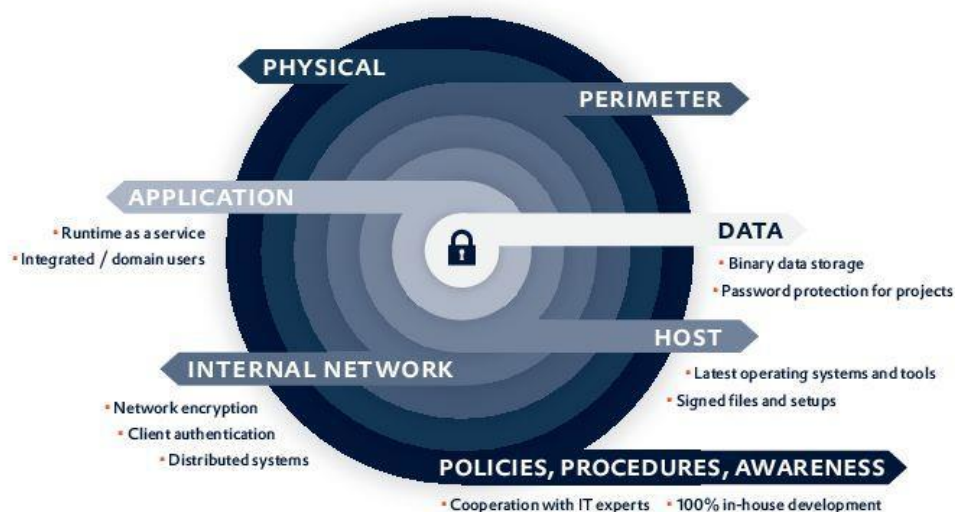 PHYSICAL
PERIMETER
APPLICATION
▪ Runtime as a service
▪ Integrated / domain users
DATA
▪ Binary data storage
▪ Password protection for projects
HOST
▪ Latest operating systems and tools
▪ Signed files and setups
INTERNAL NETWORK
▪ Network encryption
▪ Client authentication
▪ Distributed systems
POLICIES, PROCEDURES, AWARENESS
▪ Cooperation with IT experts ▪ 100% in-house development